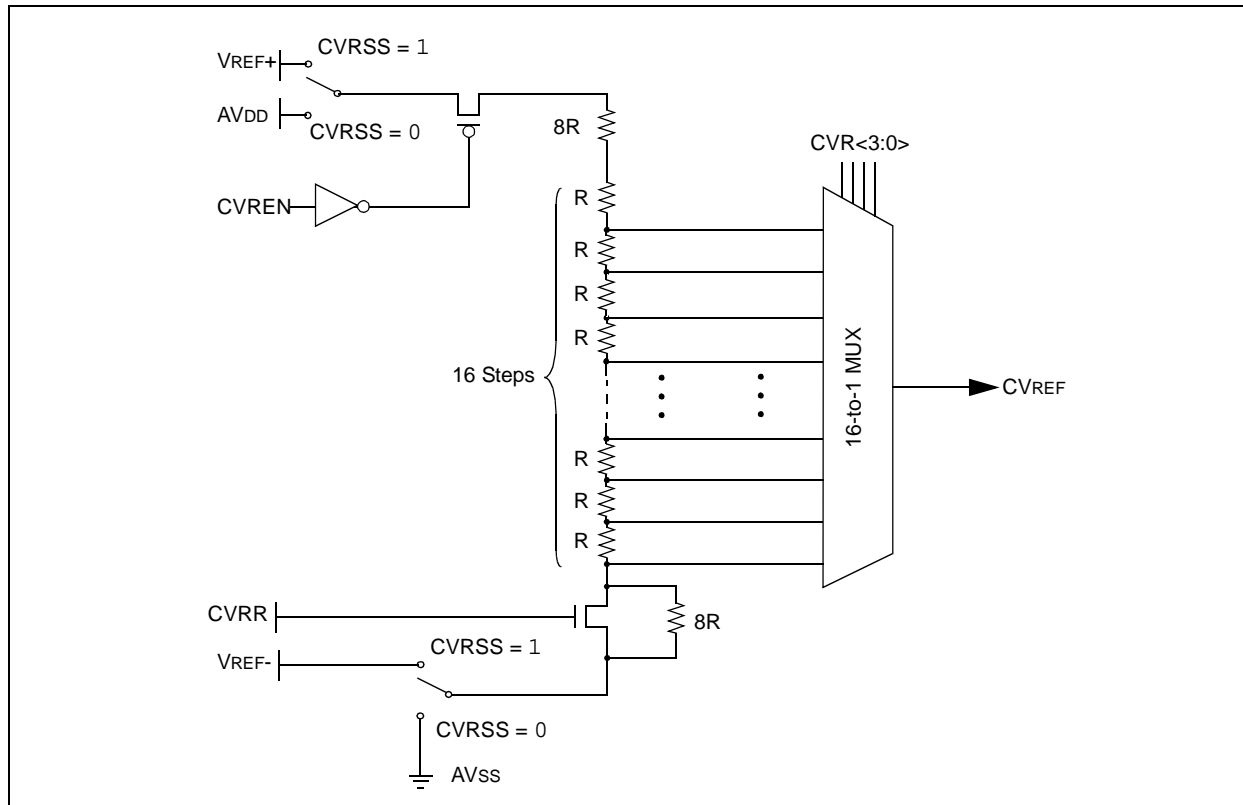 CVRSS = 1
VREF+
AVDD
CVRSS = 0
8R
CVR<3:0>
CVREN
R
R
R
R
16 Steps
16-to-1 MUX
CVREF
R
R
R
CVRR
8R
CVRSS = 1
VREF-
CVRSS = 0
AVSS